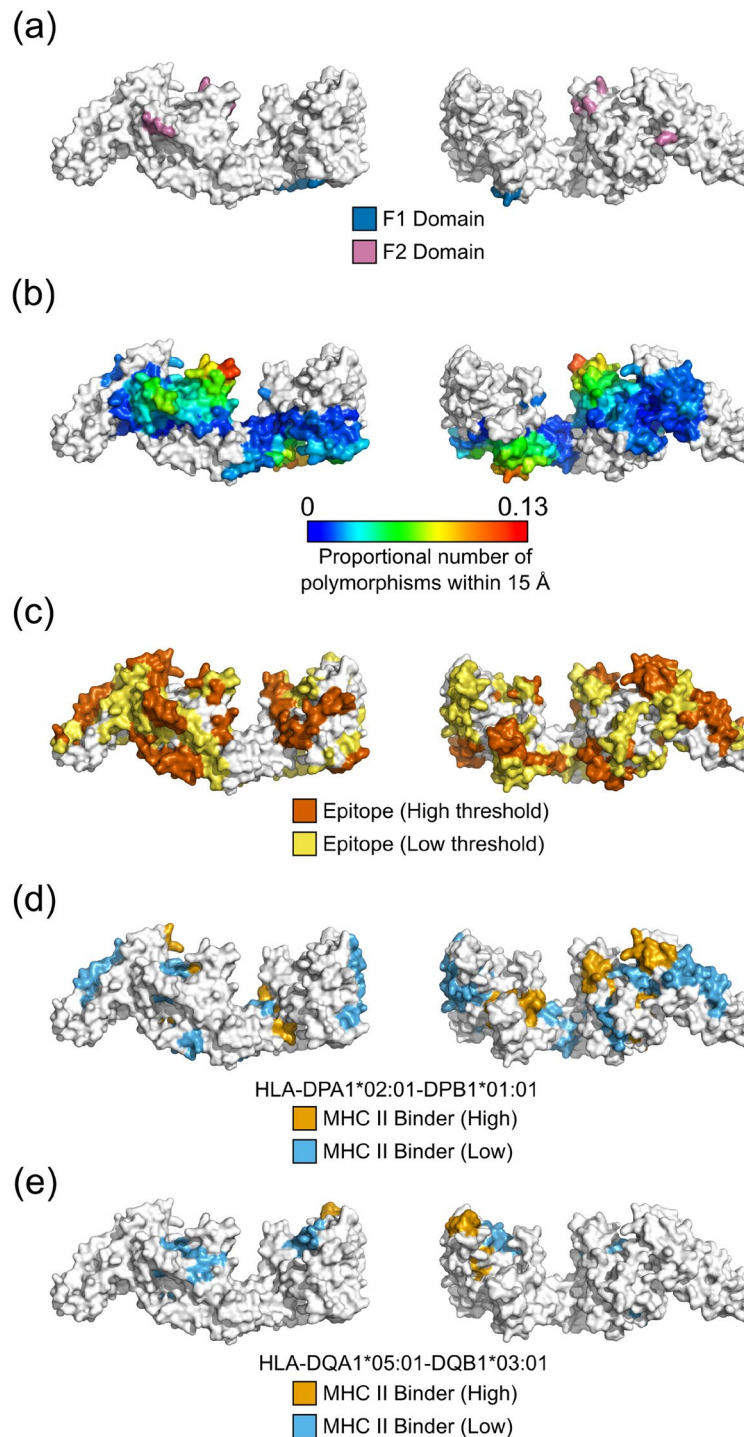 (a)
F1 Domain
F2 Domain
(b)
0 0.13
Proportional number of
polymorphisms within 15 Å
(c)
Epitope (High threshold)
Epitope (Low threshold)
(d)
HLA-DPA1*02:01-DPB1*01:01
MHC II Binder (High)
MHC II Binder (Low)
(e)
HLA-DQA1*05:01-DQB1*03:01
MHC II Binder (High)
MHC II Binder (Low)